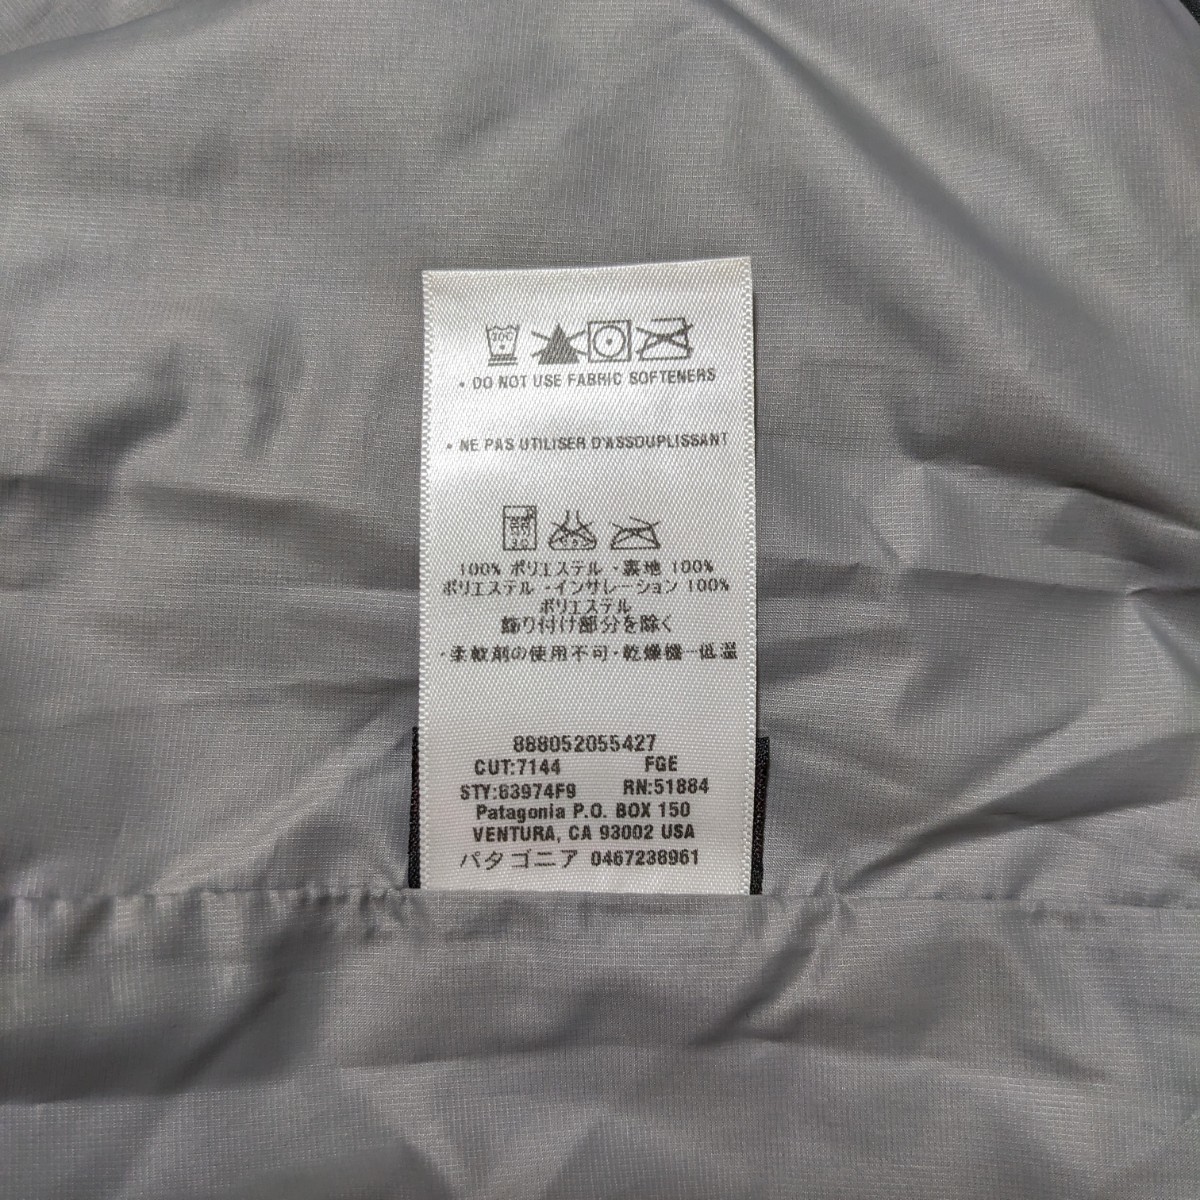 30C
• DO NOT USE FABRIC SOFTENERS
• NE PAS UTILISER D'ASSOUPLISSANT
100% ポリエステル・裏地 100%
ポリエステル・インサレーション 100%
ポリエステル
飾り付け部分を除く
・柔軟剤の使用不可・乾燥機-低温
888052055427
CUT:7144 FGE
STY:83974F9 RN:51884
Patagonia P.O. BOX 150
VENTURA, CA 93002 USA
パタゴニア 0467238961